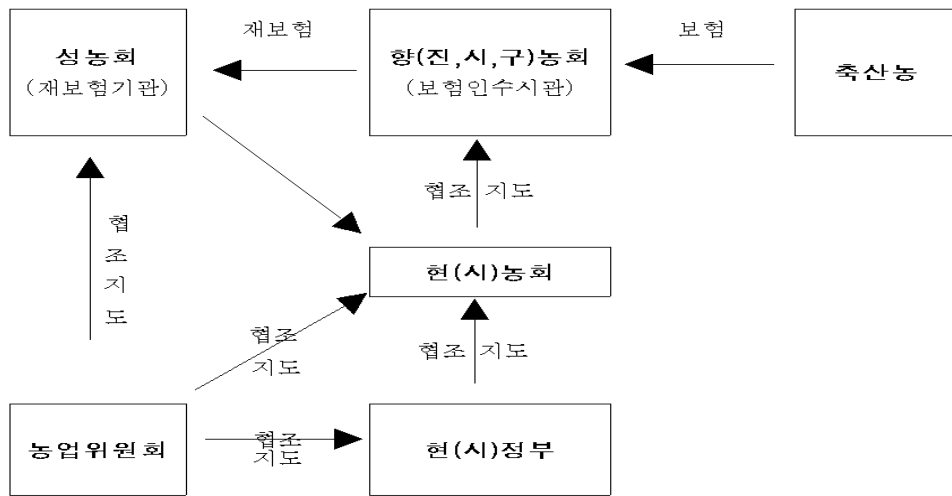 재보험
보험
성농회
(재보험기관)
향(진,시,구)농회
(보험인수시관)
축산농
협조 지도
협
조
지
도
현(시)농회
협조
지도
협조 지도
농업위원회
협조
지도
현(시)정부